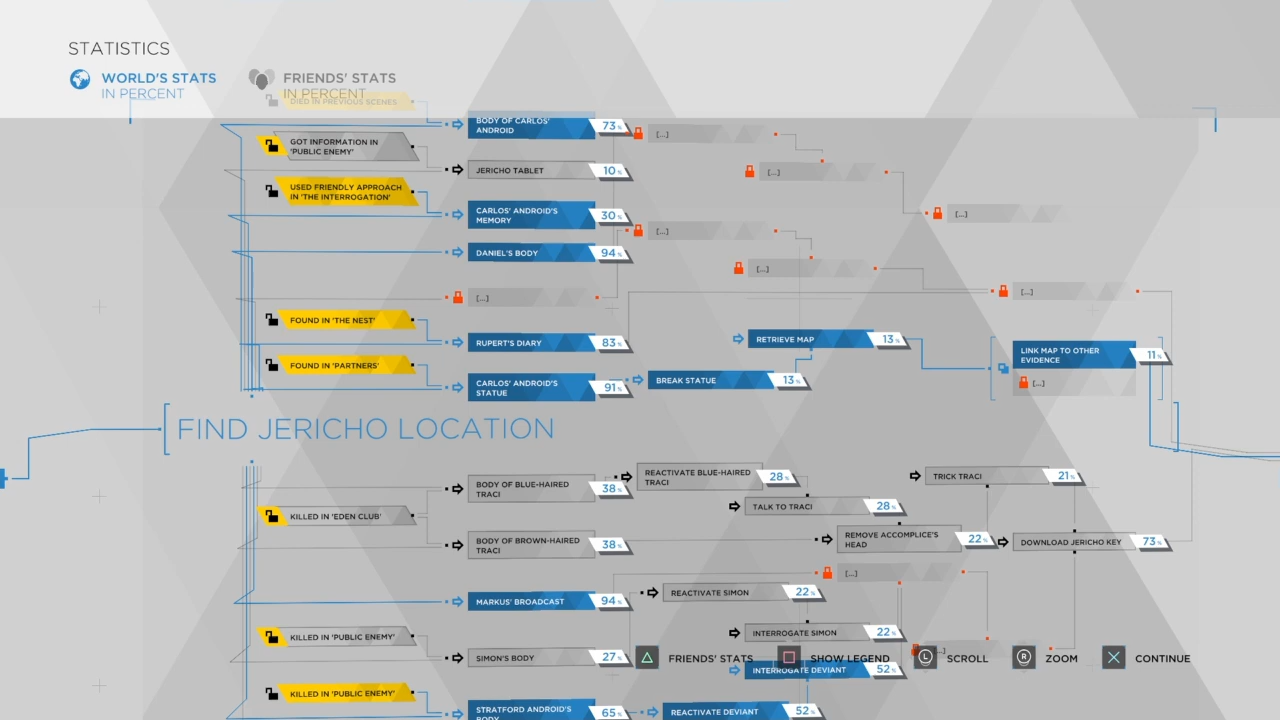 STATISTICS
WORLD'S STATS
IN PERCENT
FRIENDS' STATS
IN PERCENT
DIED IN PREVIOUS SCENES
BODY OF CARLOS'
ANDROID
73%
[...]
GOT INFORMATION IN
'PUBLIC ENEMY'
JERICHO TABLET
10%
[...]
USED FRIENDLY APPROACH
IN 'THE INTERROGATION'
CARLOS' ANDROID'S
MEMORY
30%
[...]
[...]
DANIEL'S BODY
94%
[...]
[...]
[...]
FOUND IN 'THE NEST'
RUPERT'S DIARY
83%
RETRIEVE MAP
13%
LINK MAP TO OTHER
EVIDENCE
11%
[...]
FOUND IN 'PARTNERS'
CARLOS' ANDROID'S
STATUE
91%
BREAK STATUE
13%
FIND JERICHO LOCATION
BODY OF BLUE-HAIRED
TRACI
38%
REACTIVATE BLUE-HAIRED
TRACI
28%
TRICK TRACI
21%
TALK TO TRACI
28%
KILLED IN 'EDEN CLUB'
BODY OF BROWN-HAIRED
TRACI
38%
REMOVE ACCOMPLICE'S
HEAD
22%
DOWNLOAD JERICHO KEY
73%
[...]
MARKUS' BROADCAST
94%
REACTIVATE SIMON
22%
KILLED IN 'PUBLIC ENEMY'
SIMON'S BODY
27%
INTERROGATE SIMON
22%
[...]
FRIENDS' STATS
SHOW LEGEND
L
SCROLL
R
ZOOM
CONTINUE
INTERROGATE DEVIANT
52%
KILLED IN 'PUBLIC ENEMY'
STRATFORD ANDROID'S
BODY
65%
REACTIVATE DEVIANT
52%